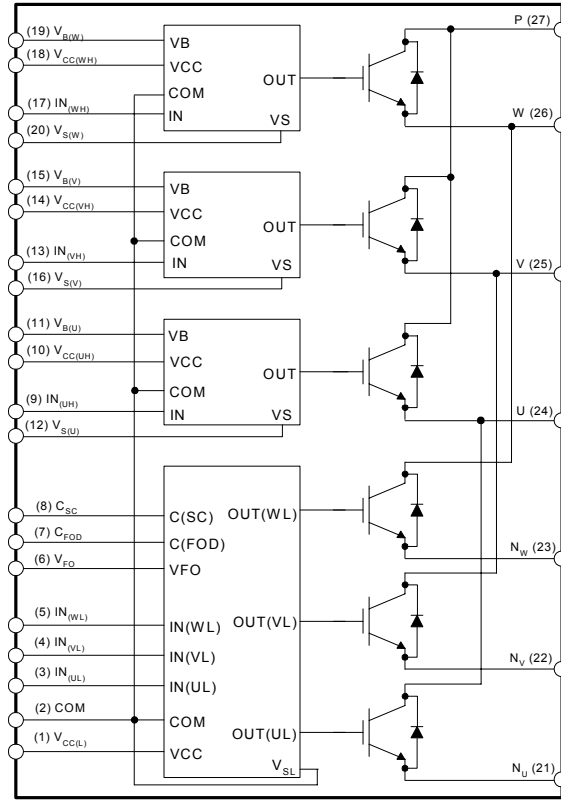 (19) VB(W)
(18) VCC(WH)
(17) IN(WH)
(20) VS(W)
VB
VCC
COM
IN
OUT
VS
P (27)
W (26)
(15) VB(V)
(14) VCC(VH)
(13) IN(VH)
(16) VS(V)
VB
VCC
COM
IN
OUT
VS
V (25)
(11) VB(U)
(10) VCC(UH)
(9) IN(UH)
(12) VS(U)
VB
VCC
COM
IN
OUT
VS
U (24)
(8) CSC
(7) CFOD
(6) VFO
(5) IN(WL)
(4) IN(VL)
(3) IN(UL)
(2) COM
(1) VCC(L)
C(SC)
C(FOD)
VFO
IN(WL)
IN(VL)
IN(UL)
COM
VCC
OUT(WL)
OUT(VL)
OUT(UL)
VSL
NW (23)
NV (22)
NU (21)